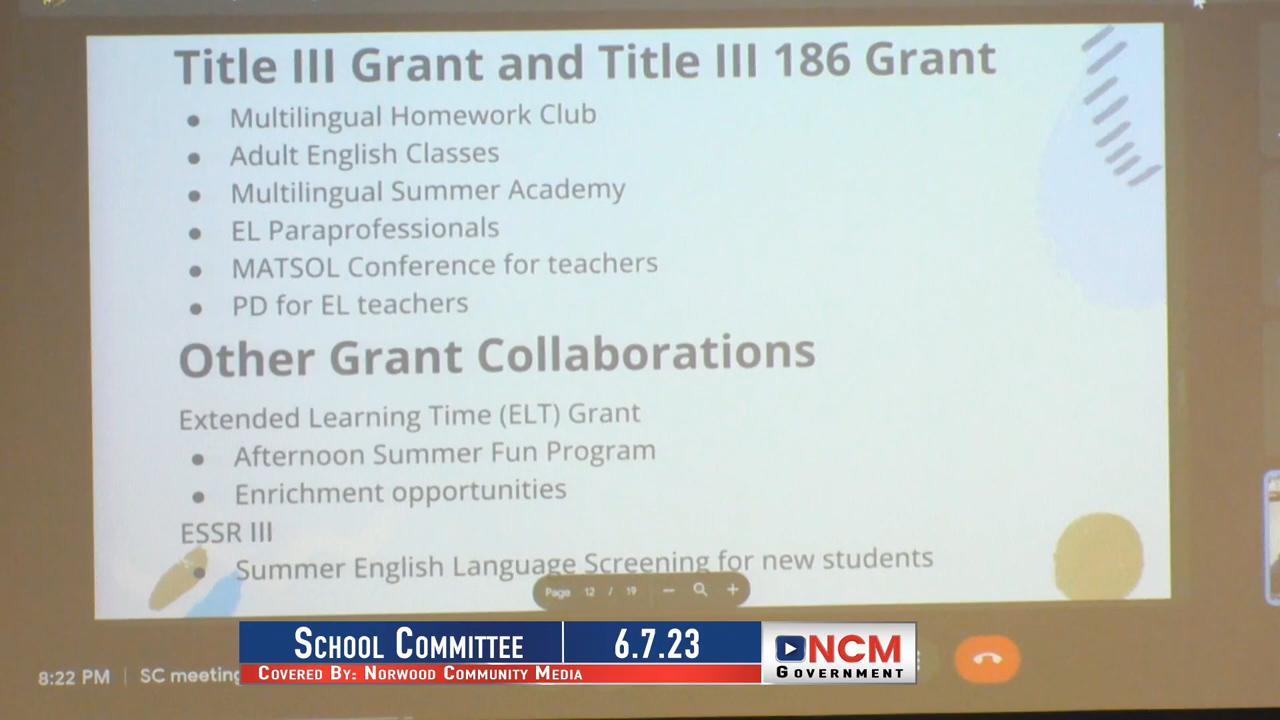 Title III Grant and Title III 186 Grant
● Multilingual Homework Club
● Adult English Classes
● Multilingual Summer Academy
● EL Paraprofessionals
● MATSOL Conference for teachers
● PD for EL teachers
Other Grant Collaborations
Extended Learning Time (ELT) Grant
● Afternoon Summer Fun Program
● Enrichment opportunities
ESSR III
● Summer English Language Screening for new students
Page 12 / 19 — +
SCHOOL COMMITTEE 6.7.23
COVERED BY: NORWOOD COMMUNITY MEDIA
NCM
GOVERNMENT
8:22 PM | SC meeting